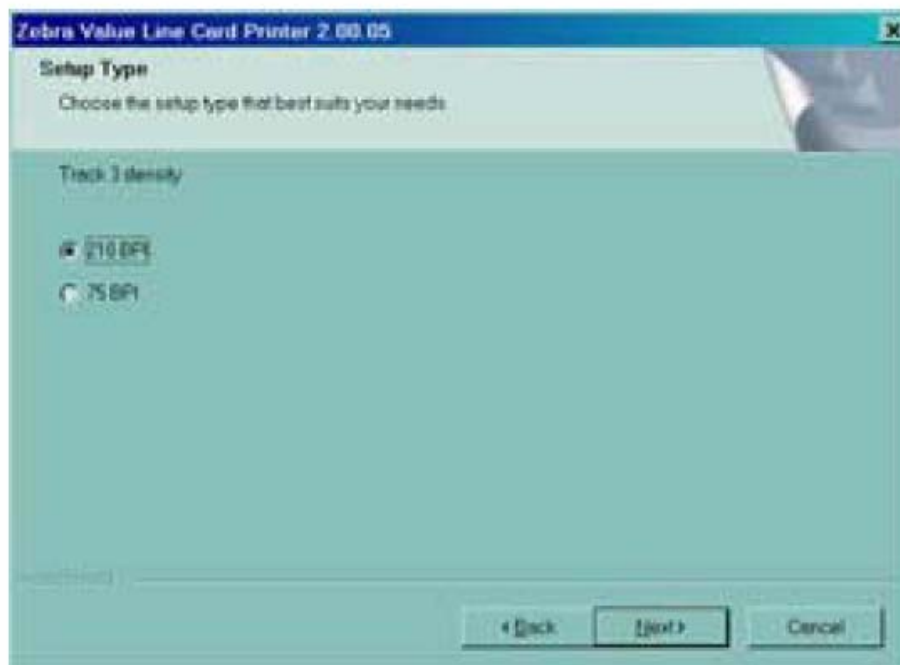 Zebra Value Line Card Printer 2.00.05
Setup Type
Choose the setup type that best suits your needs
Track 3 density
210 BPI
75 BPI
< Back
Next >
Cancel